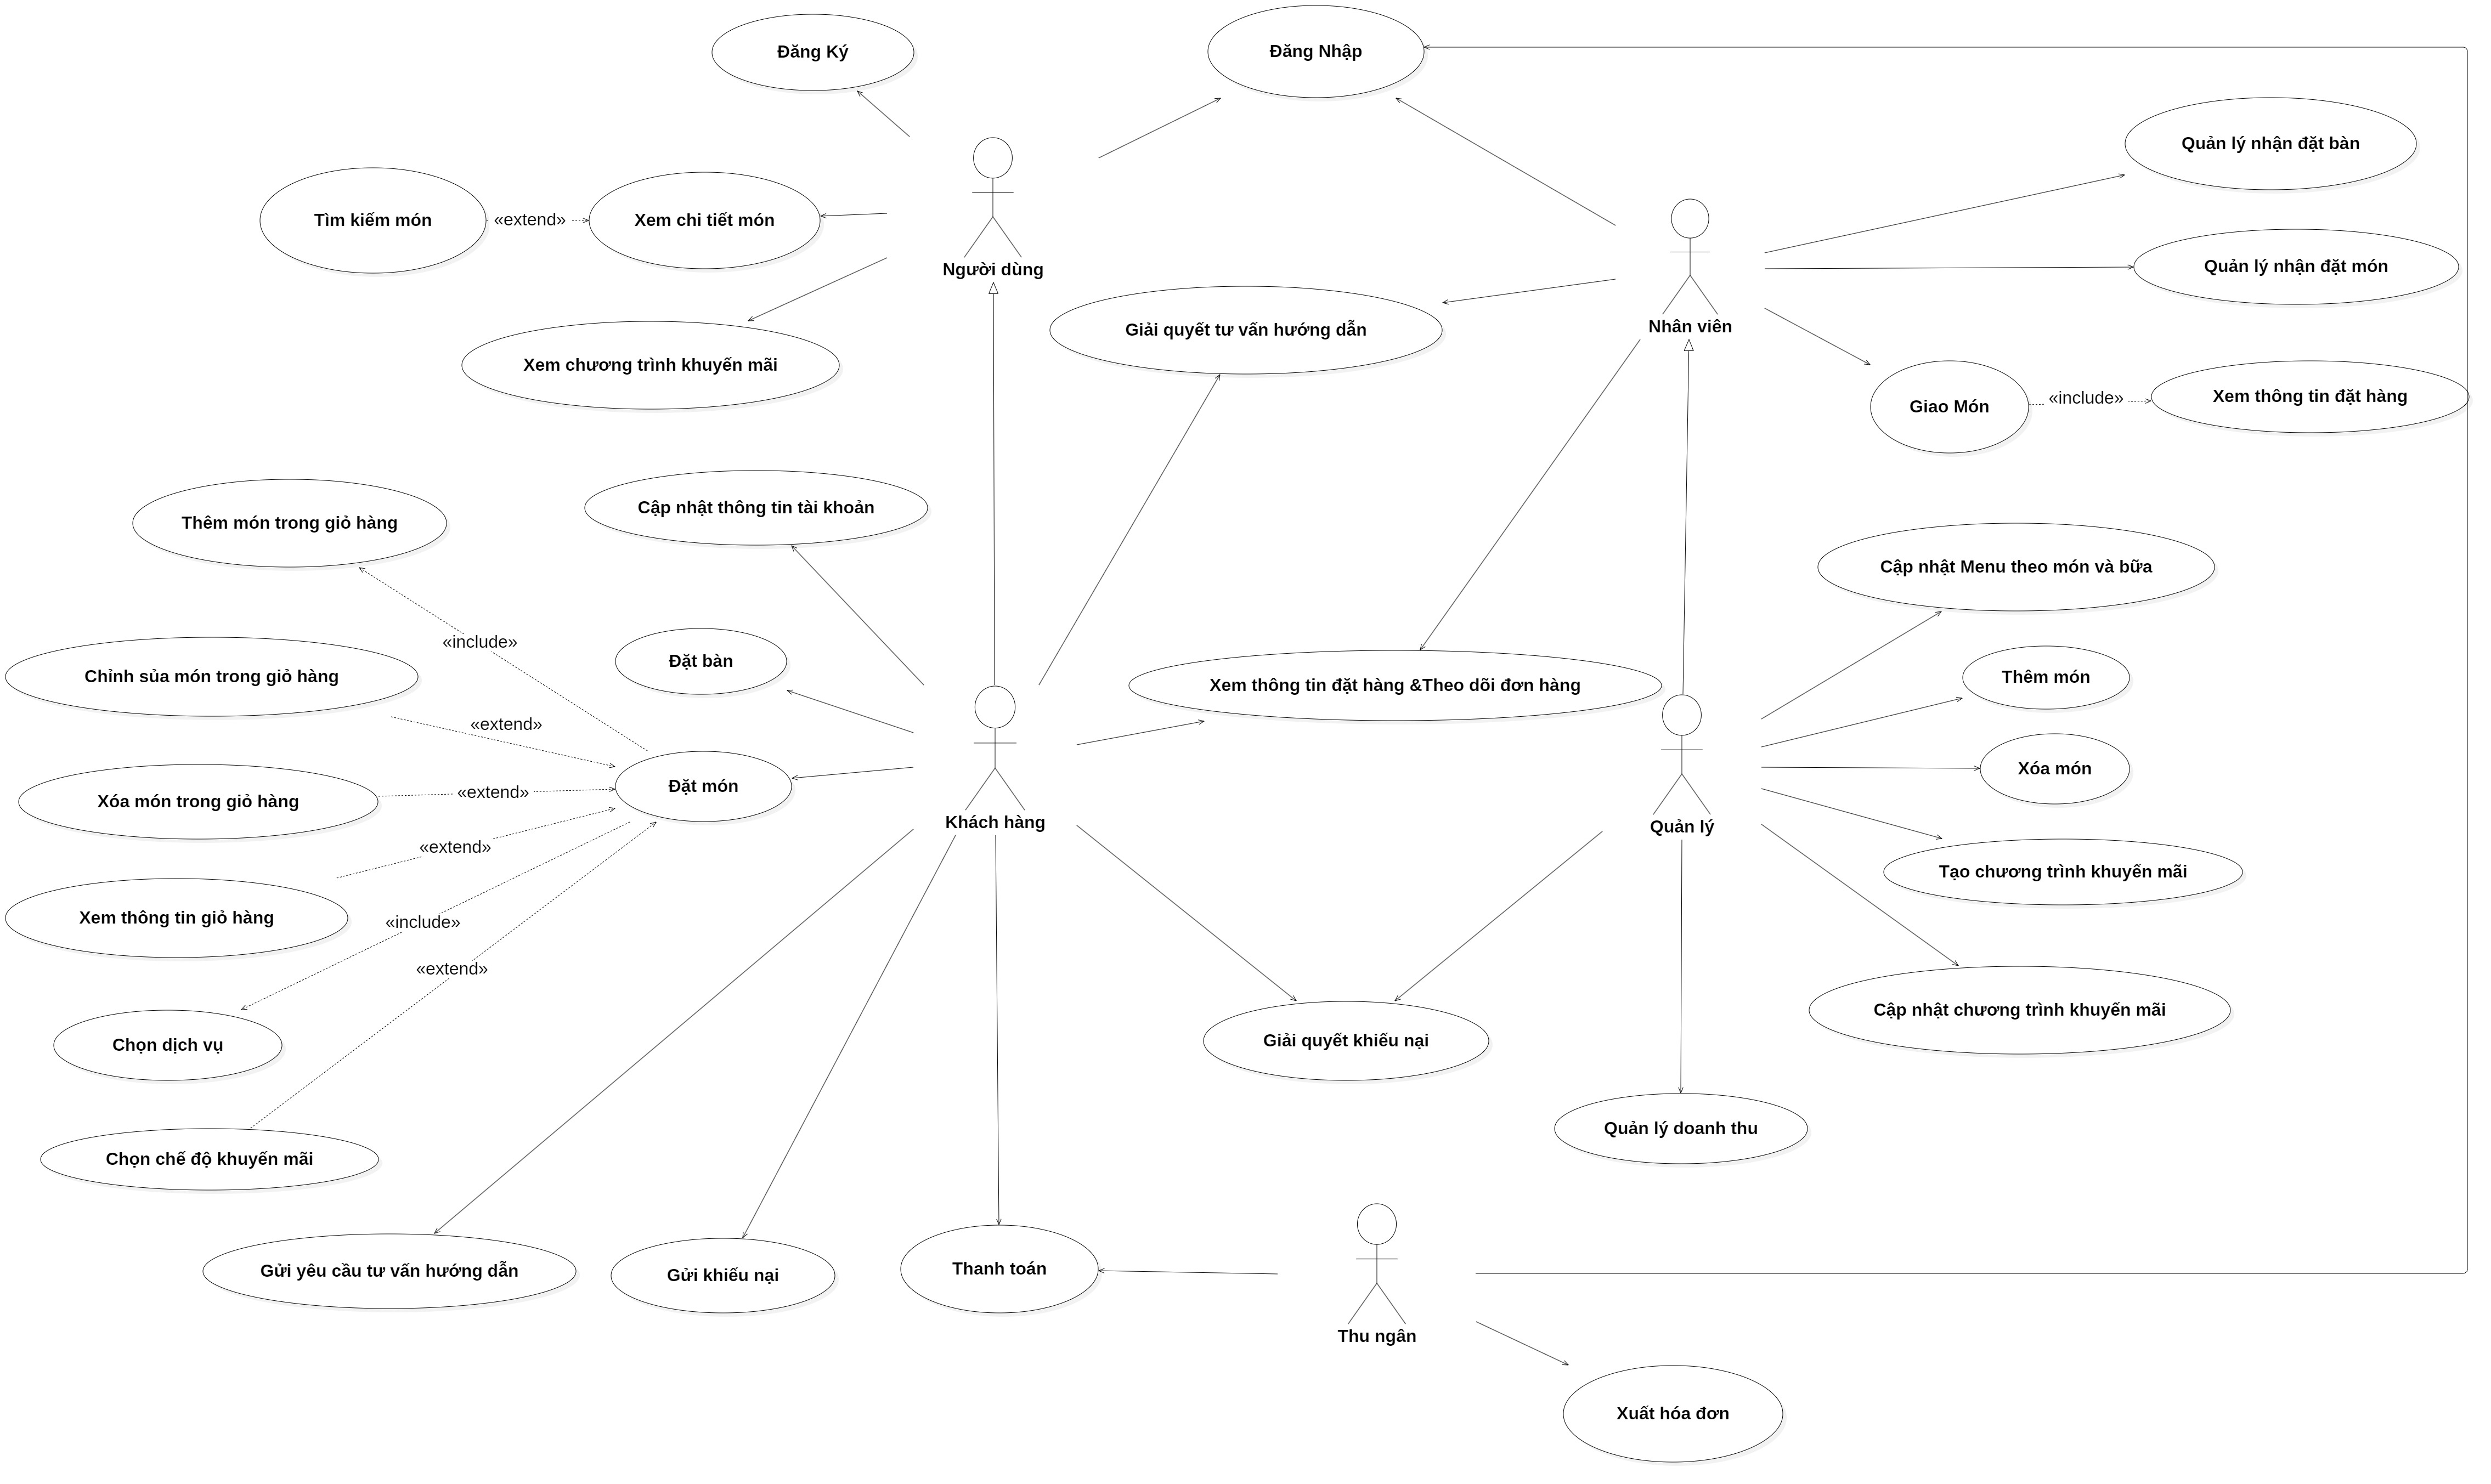 Đăng Ký
Đăng Nhập
Quản lý nhận đặt bàn
Tìm kiếm món
«extend»
Xem chi tiết món
Người dùng
Quản lý nhận đặt món
Giải quyết tư vấn hướng dẫn
Nhân viên
Xem chương trình khuyến mãi
Giao Món
«include»
Xem thông tin đặt hàng
Thêm món trong giỏ hàng
Cập nhật thông tin tài khoản
Cập nhật Menu theo món và bữa
«include»
Chỉnh sủa món trong giỏ hàng
Đặt bàn
Xem thông tin đặt hàng &Theo dõi đơn hàng
Thêm món
«extend»
Xóa món trong giỏ hàng
«extend»
Đặt món
Khách hàng
Quản lý
Xóa món
«extend»
Tạo chương trình khuyến mãi
Xem thông tin giỏ hàng
«include»
«extend»
Chọn dịch vụ
Giải quyết khiếu nại
Cập nhật chương trình khuyến mãi
Chọn chế độ khuyến mãi
Quản lý doanh thu
Gửi yêu cầu tư vấn hướng dẫn
Gửi khiếu nại
Thanh toán
Thu ngân
Xuất hóa đơn